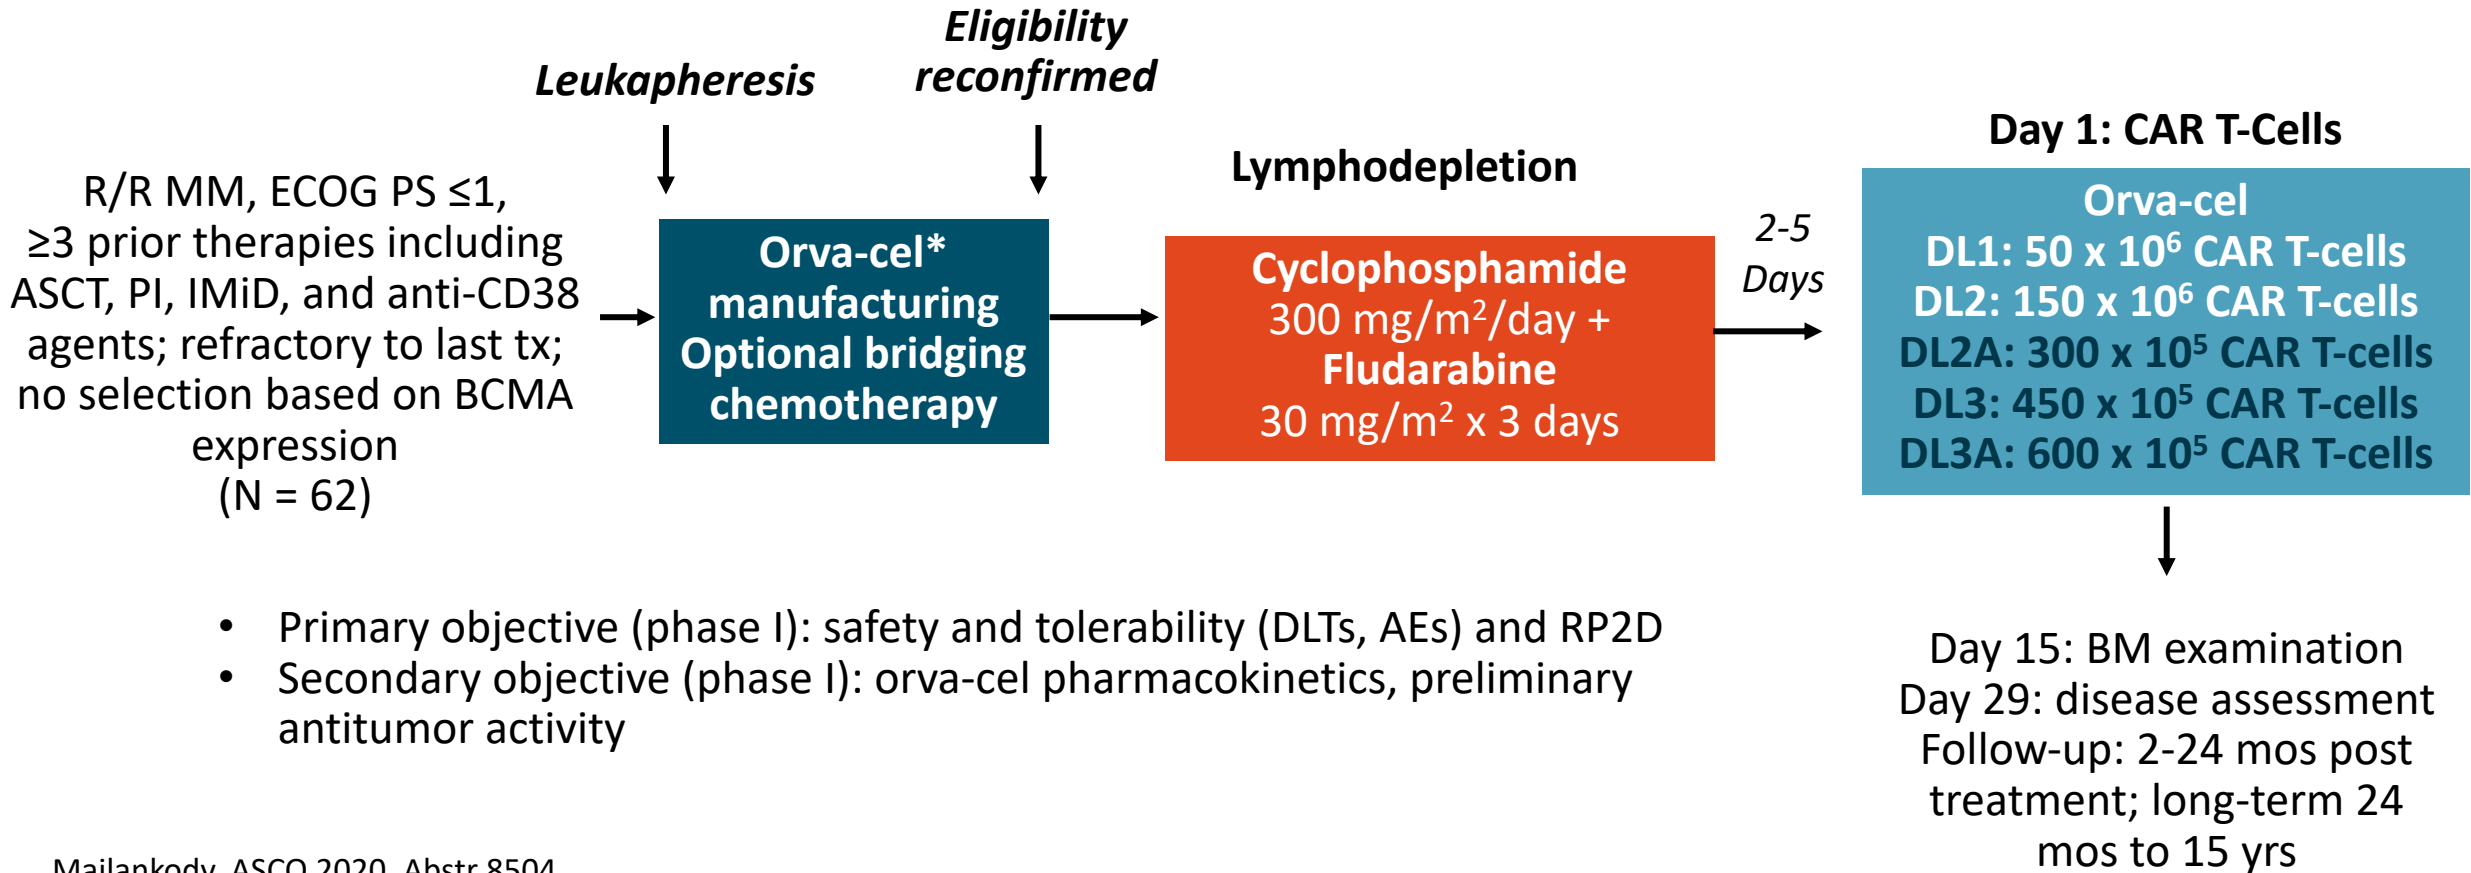 Leukapheresis
Eligibility
reconfirmed
R/R MM, ECOG PS ≤1,
≥3 prior therapies including
ASCT, PI, IMiD, and anti-CD38
agents; refractory to last tx;
no selection based on BCMA
expression
(N = 62)
Orva-cel*
manufacturing
Optional bridging
chemotherapy
Lymphodepletion
Cyclophosphamide
300 mg/m²/day +
Fludarabine
30 mg/m² x 3 days
2-5
Days
Day 1: CAR T-Cells
Orva-cel
DL1: 50 x 10⁶ CAR T-cells
DL2: 150 x 10⁶ CAR T-cells
DL2A: 300 x 10⁵ CAR T-cells
DL3: 450 x 10⁵ CAR T-cells
DL3A: 600 x 10⁵ CAR T-cells
• Primary objective (phase I): safety and tolerability (DLTs, AEs) and RP2D
• Secondary objective (phase I): orva-cel pharmacokinetics, preliminary
antitumor activity
Day 15: BM examination
Day 29: disease assessment
Follow-up: 2-24 mos post
treatment; long-term 24
mos to 15 yrs
Mailankody. ASCO 2020. Abstr 8504.